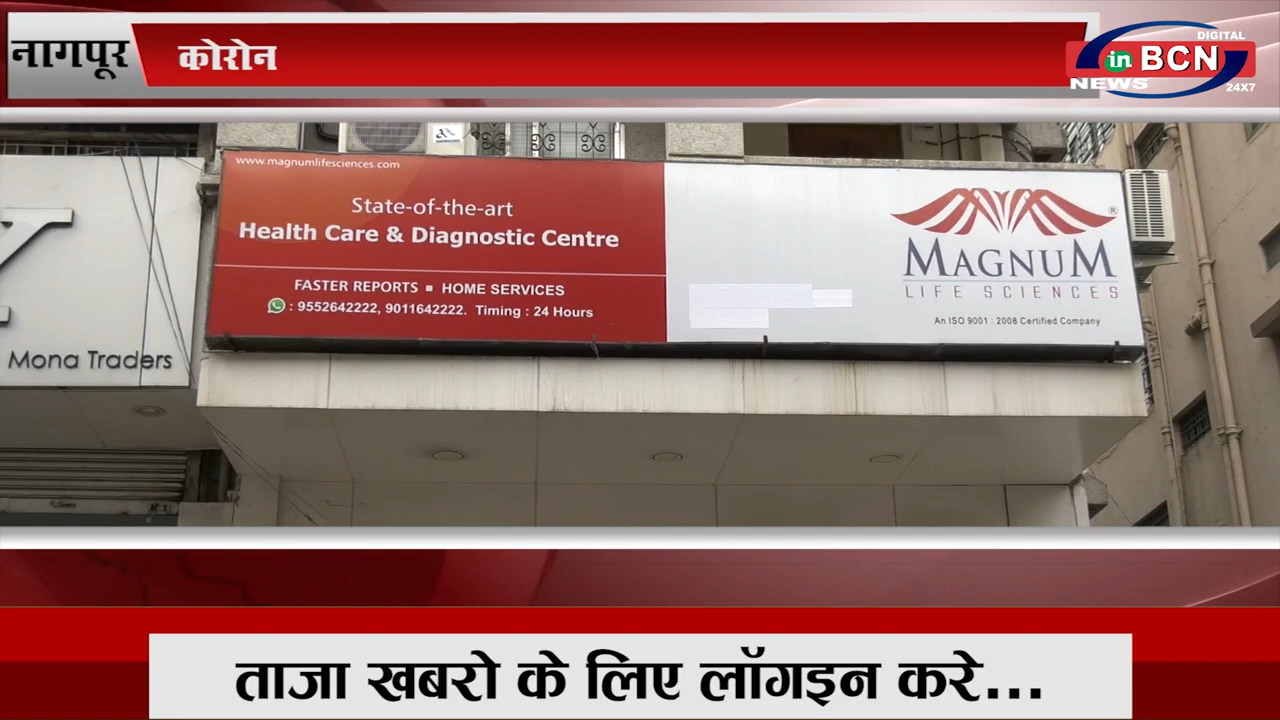 नागपूर
कोरोन
DIGITAL
in BCN
NEWS
24X7
www.magnumlifesciences.com
State-of-the-art
Health Care & Diagnostic Centre
FASTER REPORTS ▪ HOME SERVICES
: 9552642222, 9011642222. Timing : 24 Hours
MAGNUM
®
LIFE SCIENCES
An ISO 9001 : 2008 Certified Company
Y
Mona Traders
ताजा खबरो के लिए लॉगइन करे...